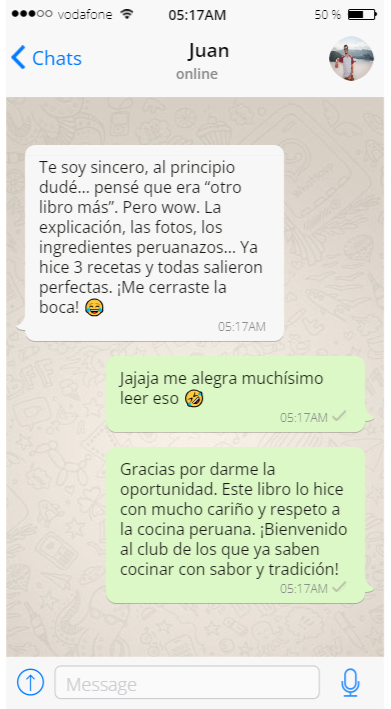 vodafone 05:17AM 50 %
Chats Juan
online
Te soy sincero, al principio
dudé... pensé que era “otro
libro más”. Pero wow. La
explicación, las fotos, los
ingredientes peruanazos... Ya
hice 3 recetas y todas salieron
perfectas. ¡Me cerraste la
boca! 😂
05:17AM
Jajaja me alegra muchísimo
leer eso 🤣
05:17AM
Gracias por darme la
oportunidad. Este libro lo hice
con mucho cariño y respeto a
la cocina peruana. ¡Bienvenido
al club de los que ya saben
cocinar con sabor y tradición!
05:17AM
Message